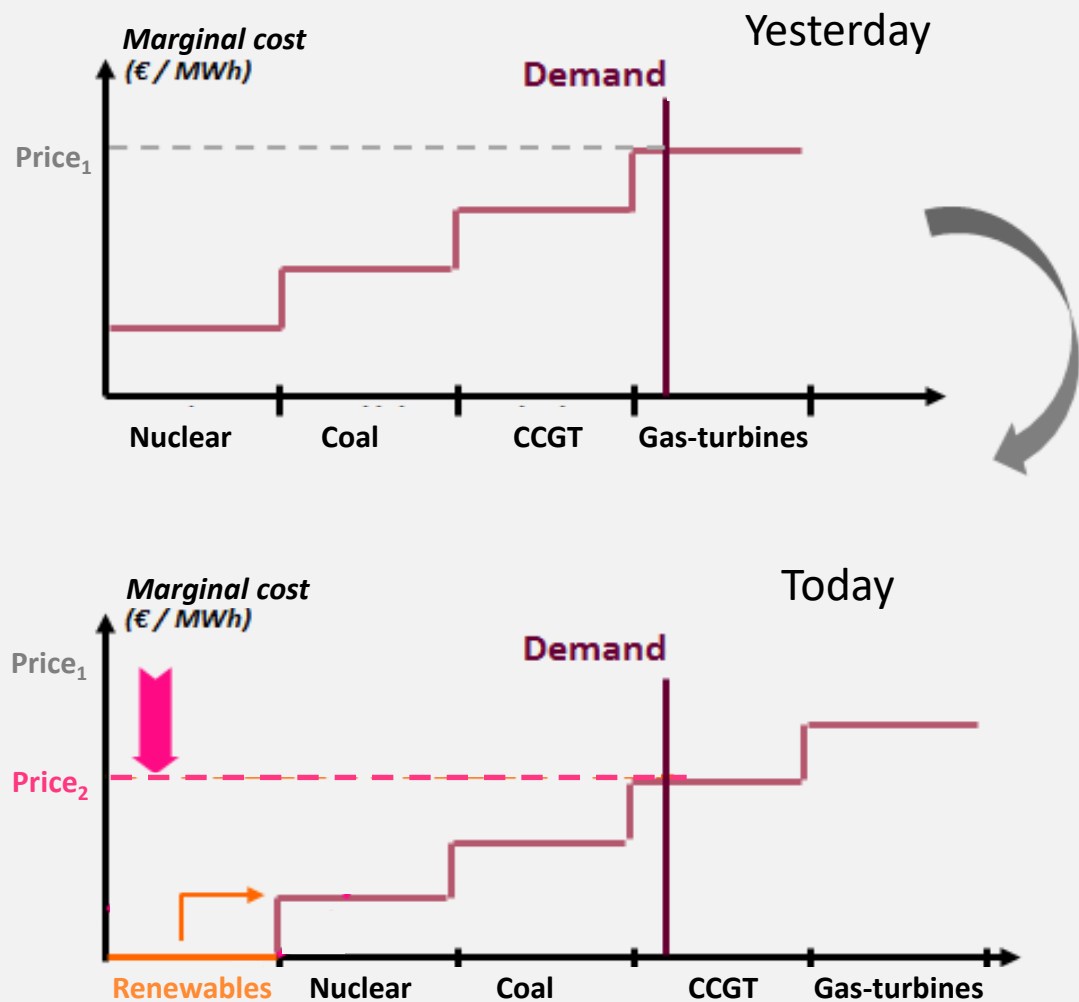 Yesterday
Marginal cost
(€ / MWh)
Demand
Price₁
Nuclear Coal CCGT Gas-turbines
Today
Marginal cost
(€ / MWh)
Demand
Price₁
Price₂
Renewables Nuclear Coal CCGT Gas-turbines